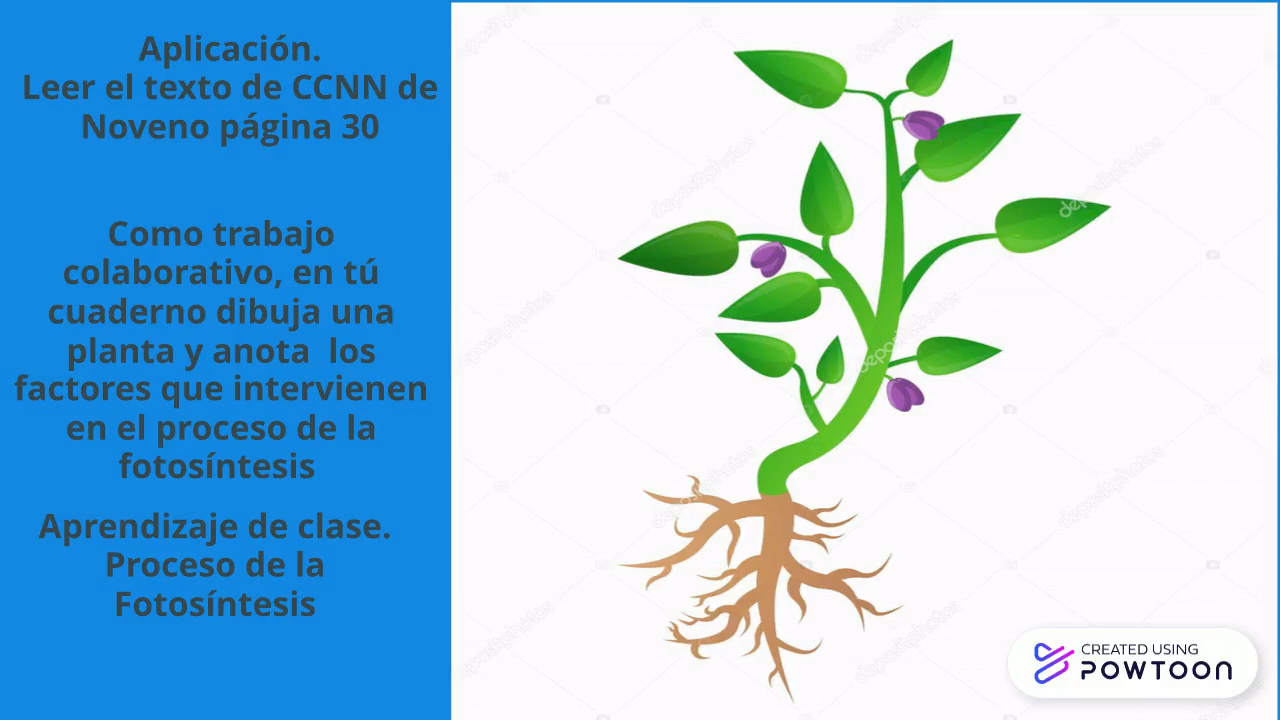 Aplicación.
Leer el texto de CCNN de
Noveno página 30
Como trabajo
colaborativo, en tú
cuaderno dibuja una
planta y anota los
factores que intervienen
en el proceso de la
fotosíntesis
Aprendizaje de clase.
Proceso de la
Fotosíntesis
depositphotos
CREATED USING
POWTOON